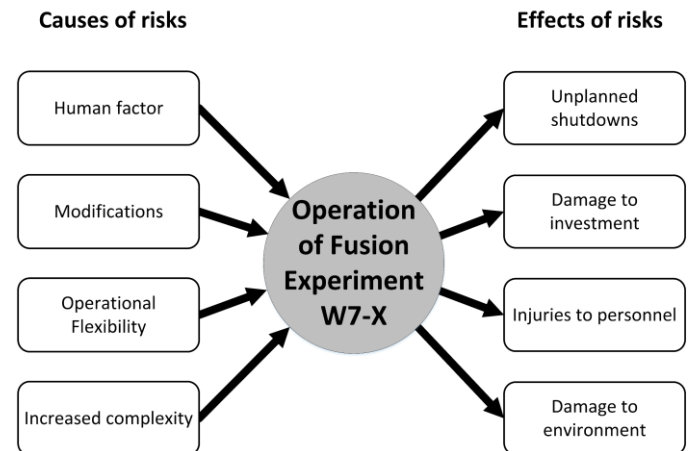 Causes of risks
Effects of risks
Human factor
Modifications
Operational
Flexibility
Increased complexity
Operation
of Fusion
Experiment
W7-X
Unplanned
shutdowns
Damage to
investment
Injuries to personnel
Damage to
environment